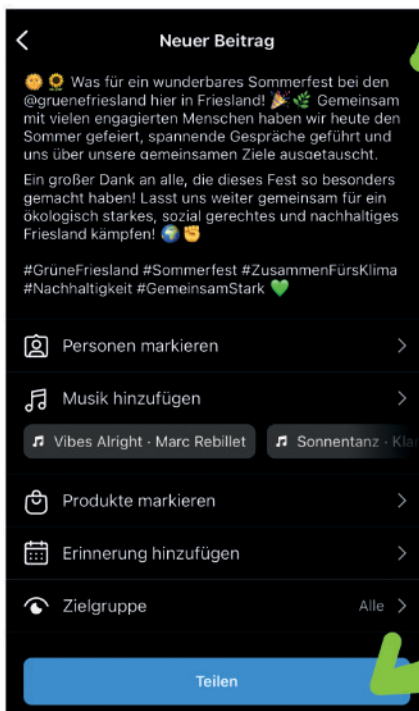 Neuer Beitrag
🌞🌻 Was für ein wunderbares Sommerfest bei den
@gruenefriesland hier in Friesland! 🎉🌿 Gemeinsam
mit vielen engagierten Menschen haben wir heute den
Sommer gefeiert, spannende Gespräche geführt und
uns über unsere gemeinsamen Ziele ausgetauscht.
Ein großer Dank an alle, die dieses Fest so besonders
gemacht haben! Lasst uns weiter gemeinsam für ein
ökologisch starkes, sozial gerechtes und nachhaltiges
Friesland kämpfen! 🌍✊
#GrüneFriesland #Sommerfest #ZusammenFürsKlima
#Nachhaltigkeit #GemeinsamStark 💚
Personen markieren
Musik hinzufügen
Vibes Alright · Marc Rebillet
Sonnentanz ·
Produkte markieren
Erinnerung hinzufügen
Zielgruppe
Alle
Teilen